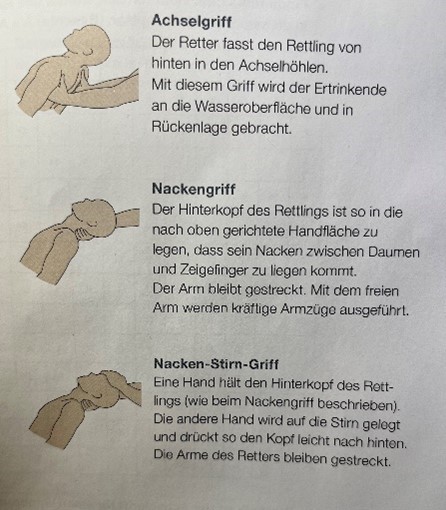 Achselgriff
Der Retter fasst den Rettling von
hinten in den Achselhöhlen.
Mit diesem Griff wird der Ertrinkende
an die Wasseroberfläche und in
Rückenlage gebracht.
Nackengriff
Der Hinterkopf des Rettlings ist so in die
nach oben gerichtete Handfläche zu
legen, dass sein Nacken zwischen Daumen
und Zeigefinger zu liegen kommt.
Der Arm bleibt gestreckt. Mit dem freien
Arm werden kräftige Armzüge ausgeführt.
Nacken-Stirn-Griff
Eine Hand hält den Hinterkopf des Rett-
lings (wie beim Nackengriff beschrieben).
Die andere Hand wird auf die Stirn gelegt
und drückt so den Kopf leicht nach hinten.
Die Arme des Retters bleiben gestreckt.